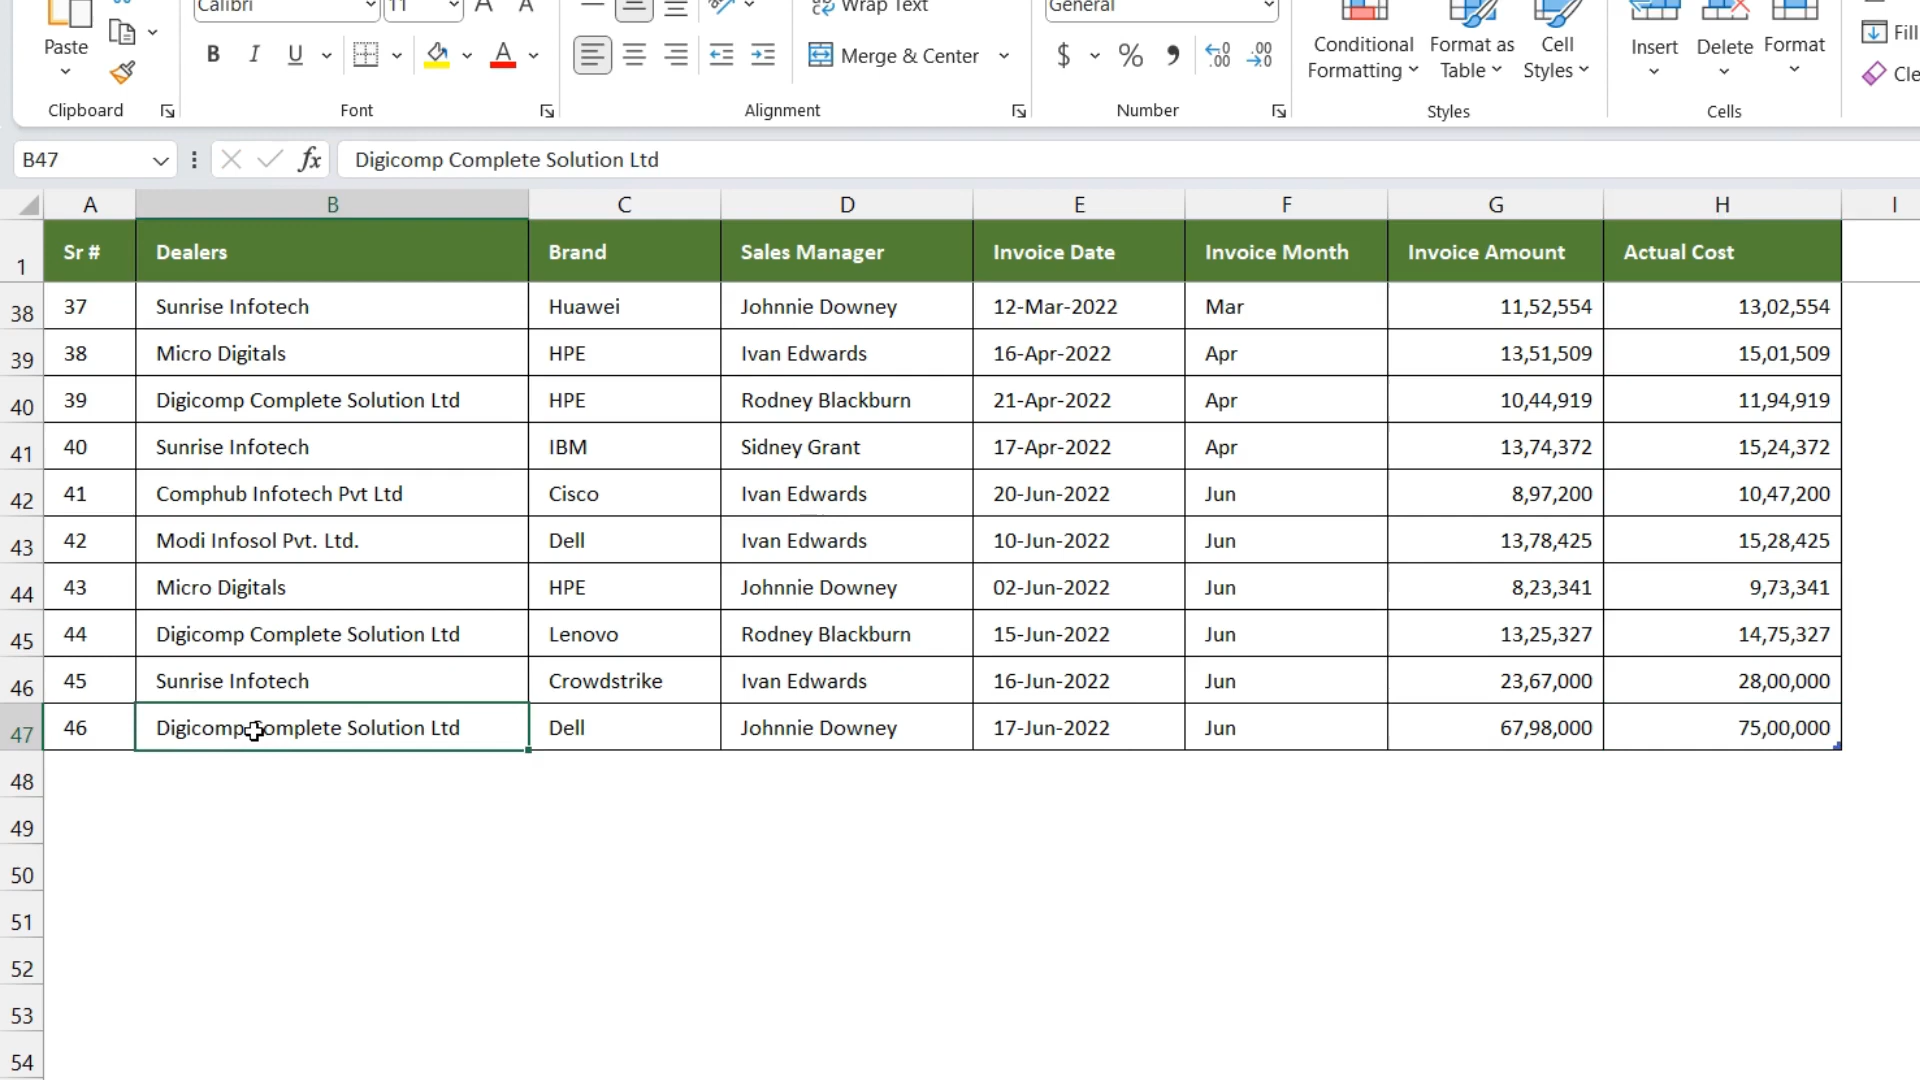 Calibri 11 A A Wrap Text General
Paste B I U A Merge & Center $ % , .00 .00 Conditional Formatting Format as Table Cell Styles Insert Delete Format Fill Cle
Clipboard Font Alignment Number Styles Cells
B47 fx Digicomp Complete Solution Ltd
A B C D E F G H I
1 Sr # Dealers Brand Sales Manager Invoice Date Invoice Month Invoice Amount Actual Cost
38 37 Sunrise Infotech Huawei Johnnie Downey 12-Mar-2022 Mar 11,52,554 13,02,554
39 38 Micro Digitals HPE Ivan Edwards 16-Apr-2022 Apr 13,51,509 15,01,509
40 39 Digicomp Complete Solution Ltd HPE Rodney Blackburn 21-Apr-2022 Apr 10,44,919 11,94,919
41 40 Sunrise Infotech IBM Sidney Grant 17-Apr-2022 Apr 13,74,372 15,24,372
42 41 Comphub Infotech Pvt Ltd Cisco Ivan Edwards 20-Jun-2022 Jun 8,97,200 10,47,200
43 42 Modi Infosol Pvt. Ltd. Dell Ivan Edwards 10-Jun-2022 Jun 13,78,425 15,28,425
44 43 Micro Digitals HPE Johnnie Downey 02-Jun-2022 Jun 8,23,341 9,73,341
45 44 Digicomp Complete Solution Ltd Lenovo Rodney Blackburn 15-Jun-2022 Jun 13,25,327 14,75,327
46 45 Sunrise Infotech Crowdstrike Ivan Edwards 16-Jun-2022 Jun 23,67,000 28,00,000
47 46 Digicomp Complete Solution Ltd Dell Johnnie Downey 17-Jun-2022 Jun 67,98,000 75,00,000
48
49
50
51
52
53
54